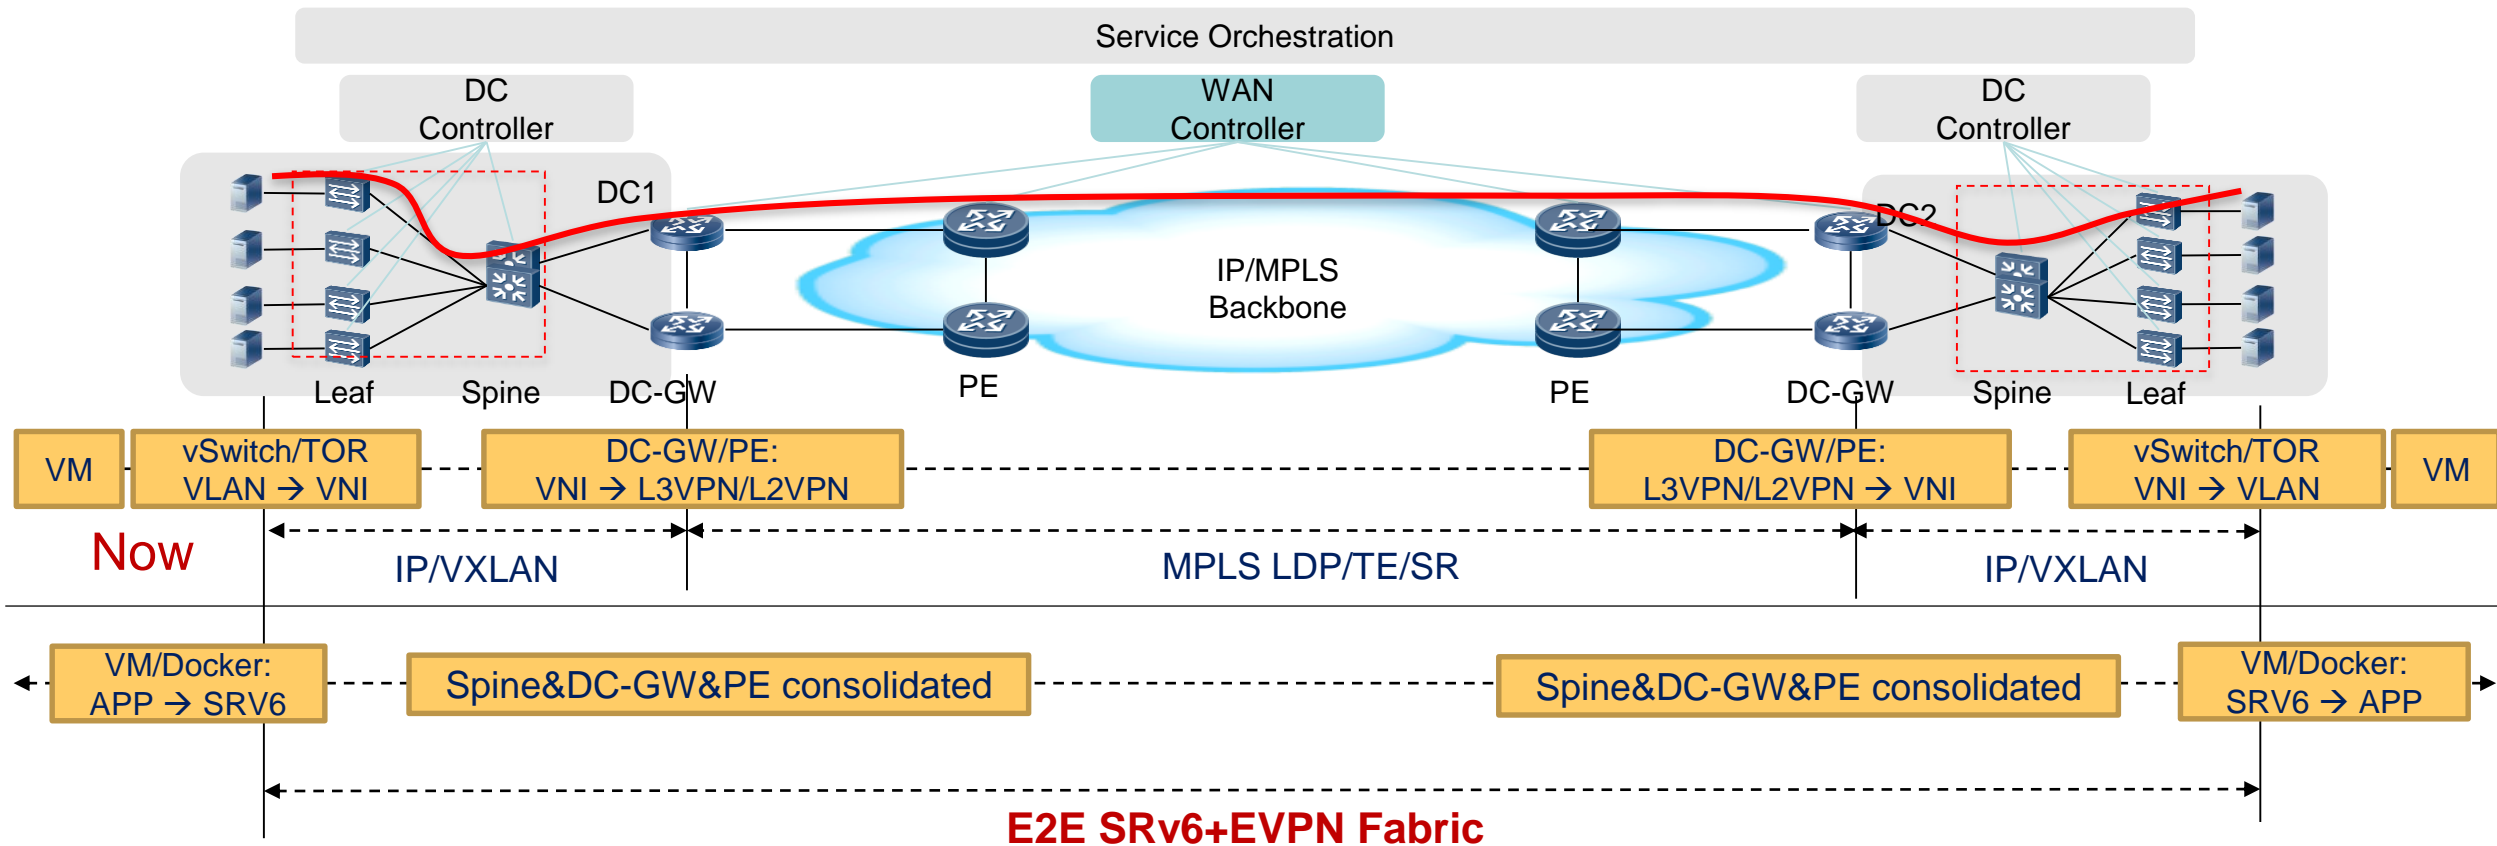 Service Orchestration
DC
Controller
WAN
Controller
DC
Controller
DC1
DC2
IP/MPLS
Backbone
Leaf
Spine
DC-GW
PE
PE
DC-GW
Spine
Leaf
VM
vSwitch/TOR
VLAN → VNI
DC-GW/PE:
VNI → L3VPN/L2VPN
DC-GW/PE:
L3VPN/L2VPN → VNI
vSwitch/TOR
VNI → VLAN
VM
Now
IP/VXLAN
MPLS LDP/TE/SR
IP/VXLAN
VM/Docker:
APP → SRV6
Spine&DC-GW&PE consolidated
Spine&DC-GW&PE consolidated
VM/Docker:
SRV6 → APP
E2E SRv6+EVPN Fabric